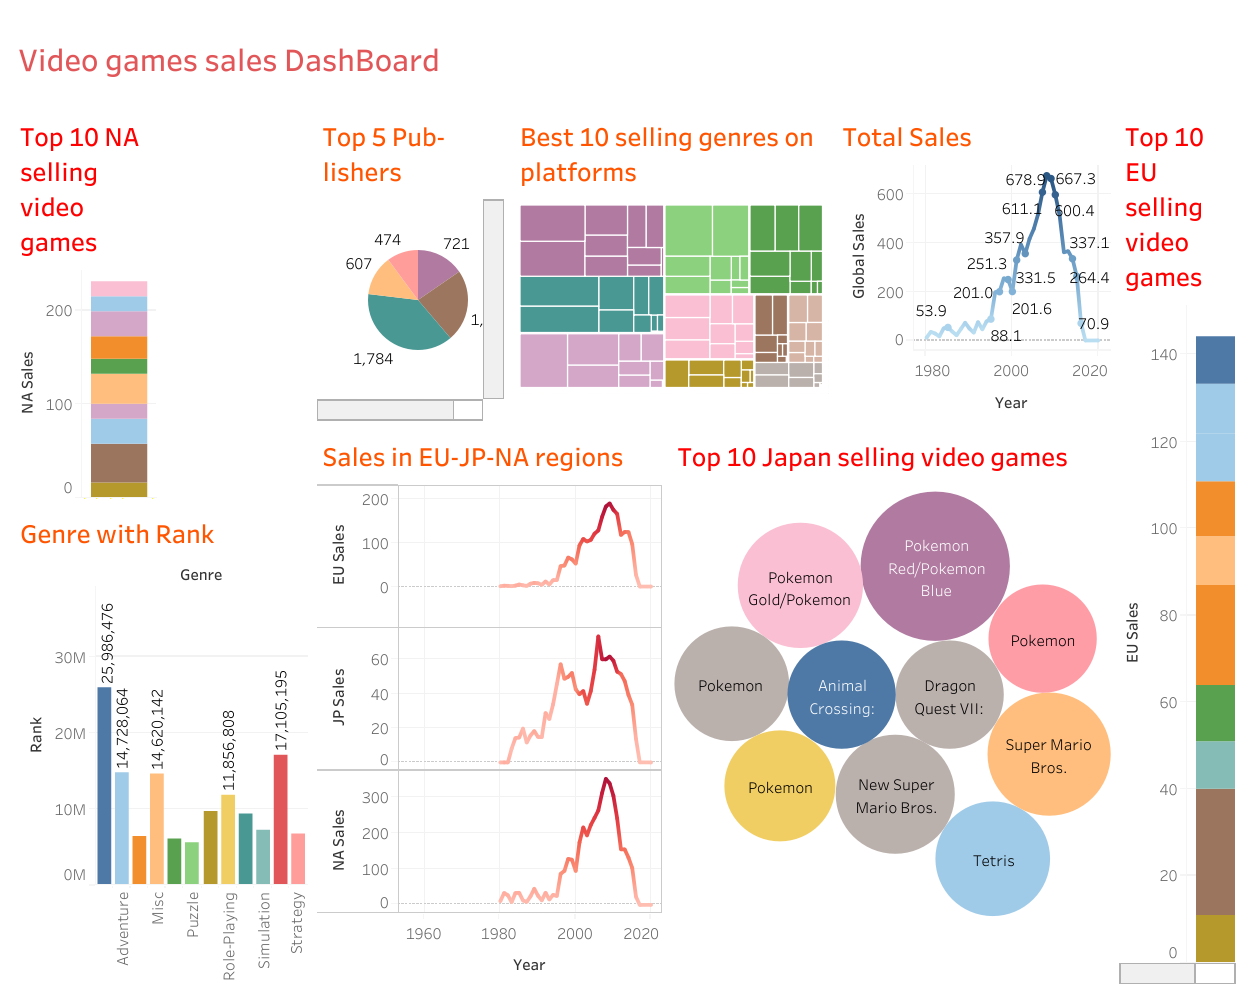 Video games sales DashBoard
Top 10 NA
selling
video
games
200
100
0
NA Sales
Top 5 Pub-
lishers
474
721
607
1,
1,784
Best 10 selling genres on
platforms
Total Sales
678.9
667.3
600
611.1
600.4
400
357.9
337.1
251.3
331.5
264.4
200
201.0
53.9
201.6
70.9
88.1
0
Global Sales
1980
2000
2020
Year
Top 10
EU
selling
video
games
140
120
100
80
60
40
20
0
EU Sales
Genre with Rank
Genre
30M
20M
10M
0M
Rank
25,986,476
14,728,064
14,620,142
11,856,808
17,105,195
Adventure
Misc
Puzzle
Role-Playing
Simulation
Strategy
Sales in EU-JP-NA regions
200
100
0
EU Sales
60
40
20
0
JP Sales
300
200
100
0
NA Sales
1960
1980
2000
2020
Year
Top 10 Japan selling video games
Pokemon
Red/Pokemon
Blue
Pokemon
Gold/Pokemon
Pokemon
Pokemon
Animal
Crossing:
Dragon
Quest VII:
Super Mario
Bros.
Pokemon
New Super
Mario Bros.
Tetris